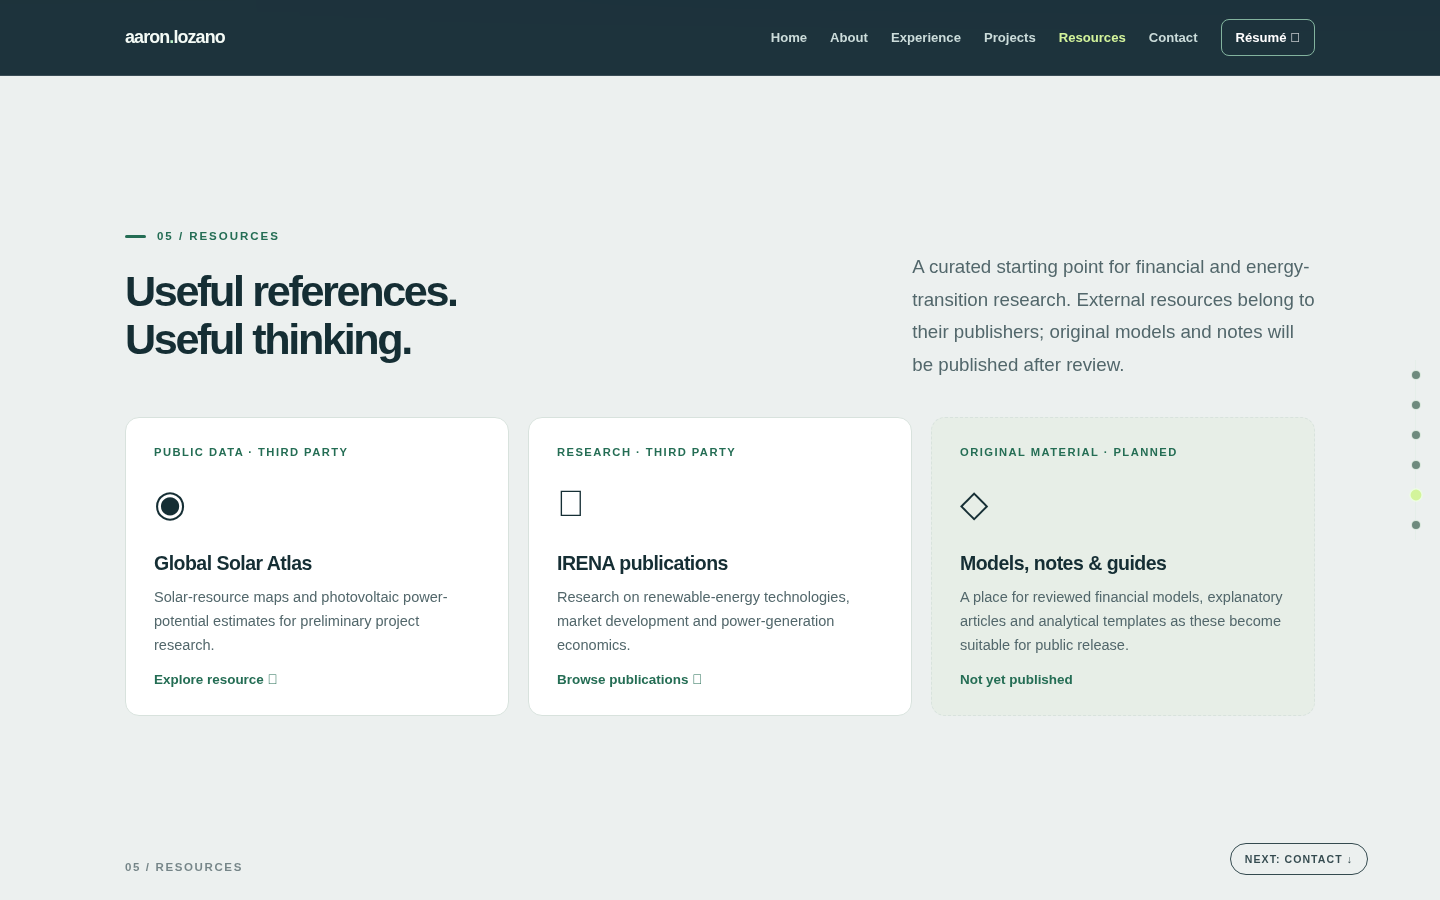 aaron.lozano
Home About Experience Projects Resources Contact Résumé
05 / RESOURCES
Useful references.
Useful thinking.
A curated starting point for financial and energy-
transition research. External resources belong to
their publishers; original models and notes will
be published after review.
PUBLIC DATA · THIRD PARTY
Global Solar Atlas
Solar-resource maps and photovoltaic power-
potential estimates for preliminary project
research.
Explore resource
RESEARCH · THIRD PARTY
IRENA publications
Research on renewable-energy technologies,
market development and power-generation
economics.
Browse publications
ORIGINAL MATERIAL · PLANNED
Models, notes & guides
A place for reviewed financial models, explanatory
articles and analytical templates as these become
suitable for public release.
Not yet published
05 / RESOURCES
NEXT: CONTACT ↓